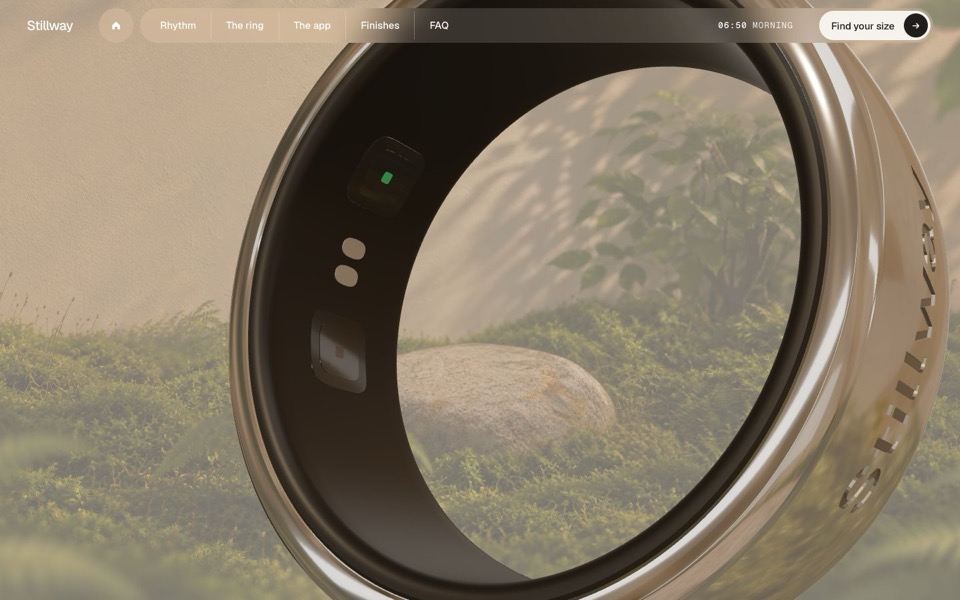 Stillway
Rhythm
The ring
The app
Finishes
FAQ
06:50 MORNING
Find your size
STILLWAY